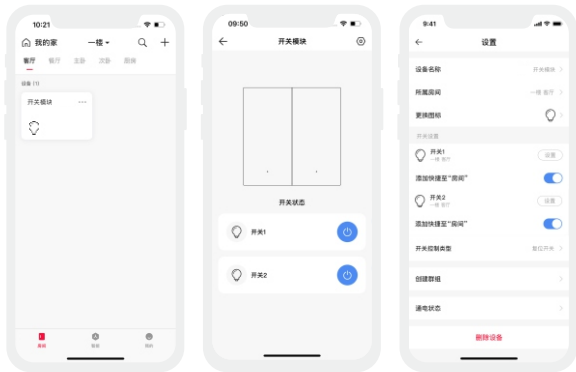 10:21
我的家
一楼
客厅
餐厅
主卧
次卧
厨房
设备 (1)
开关模块
房间
智能
我的
09:50
开关模块
开关状态
开关1
开关2
9:41
设置
设备名称
开关模块
所属房间
一楼 客厅
更换图标
开关设置
开关1
一楼 客厅
设置
添加快捷至“房间”
开关2
一楼 客厅
设置
添加快捷至“房间”
开关控制类型
复位开关
创建群组
通电状态
删除设备